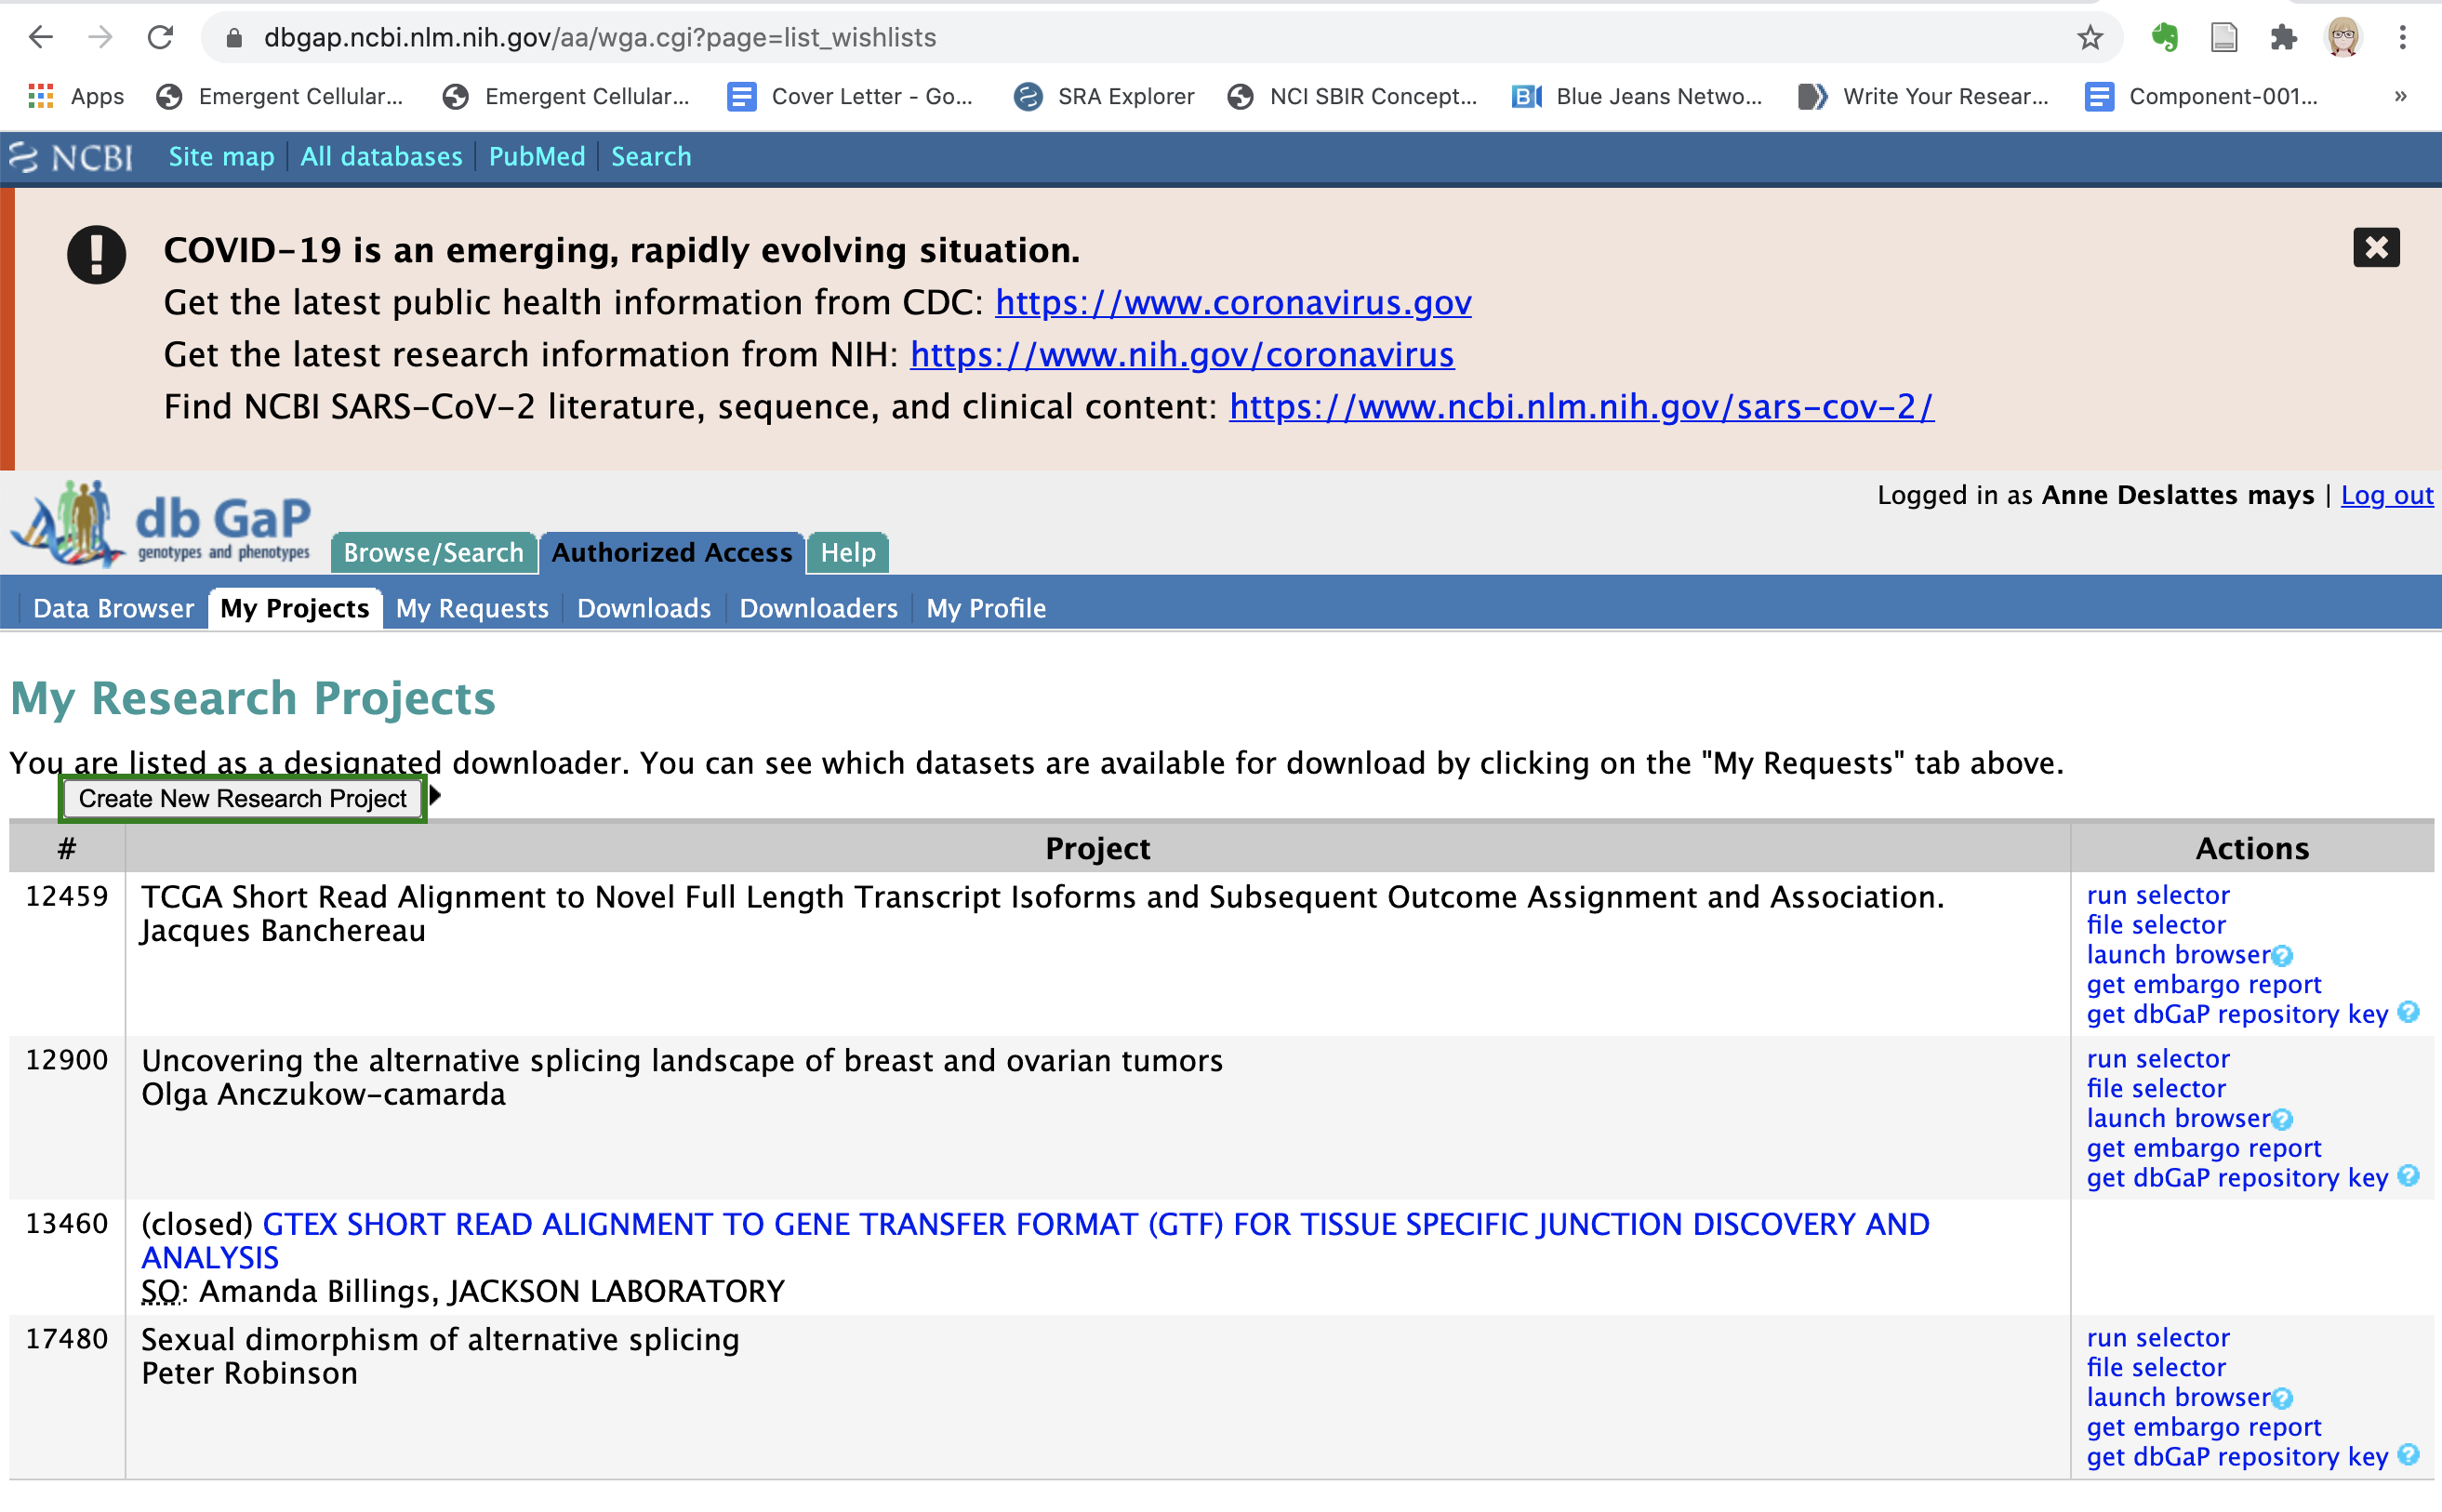 dbgap.ncbi.nlm.nih.gov/aa/wga.cgi?page=list_wishlists
Apps Emergent Cellular... Emergent Cellular... Cover Letter - Go... SRA Explorer NCI SBIR Concept... Blue Jeans Netwo... Write Your Resear... Component-001... »
NCBI Site map All databases PubMed Search
COVID-19 is an emerging, rapidly evolving situation.
Get the latest public health information from CDC: https://www.coronavirus.gov
Get the latest research information from NIH: https://www.nih.gov/coronavirus
Find NCBI SARS-CoV-2 literature, sequence, and clinical content: https://www.ncbi.nlm.nih.gov/sars-cov-2/
Logged in as Anne Deslattes mays | Log out
db GaP
genotypes and phenotypes
Browse/Search Authorized Access Help
Data Browser My Projects My Requests Downloads Downloaders My Profile
My Research Projects
You are listed as a designated downloader. You can see which datasets are available for download by clicking on the "My Requests" tab above.
Create New Research Project
# Project Actions
12459 TCGA Short Read Alignment to Novel Full Length Transcript Isoforms and Subsequent Outcome Assignment and Association.
Jacques Banchereau
run selector
file selector
launch browser?
get embargo report
get dbGaP repository key ?
12900 Uncovering the alternative splicing landscape of breast and ovarian tumors
Olga Anczukow-camarda
run selector
file selector
launch browser?
get embargo report
get dbGaP repository key ?
13460 (closed) GTEX SHORT READ ALIGNMENT TO GENE TRANSFER FORMAT (GTF) FOR TISSUE SPECIFIC JUNCTION DISCOVERY AND
ANALYSIS
SO: Amanda Billings, JACKSON LABORATORY
17480 Sexual dimorphism of alternative splicing
Peter Robinson
run selector
file selector
launch browser?
get embargo report
get dbGaP repository key ?